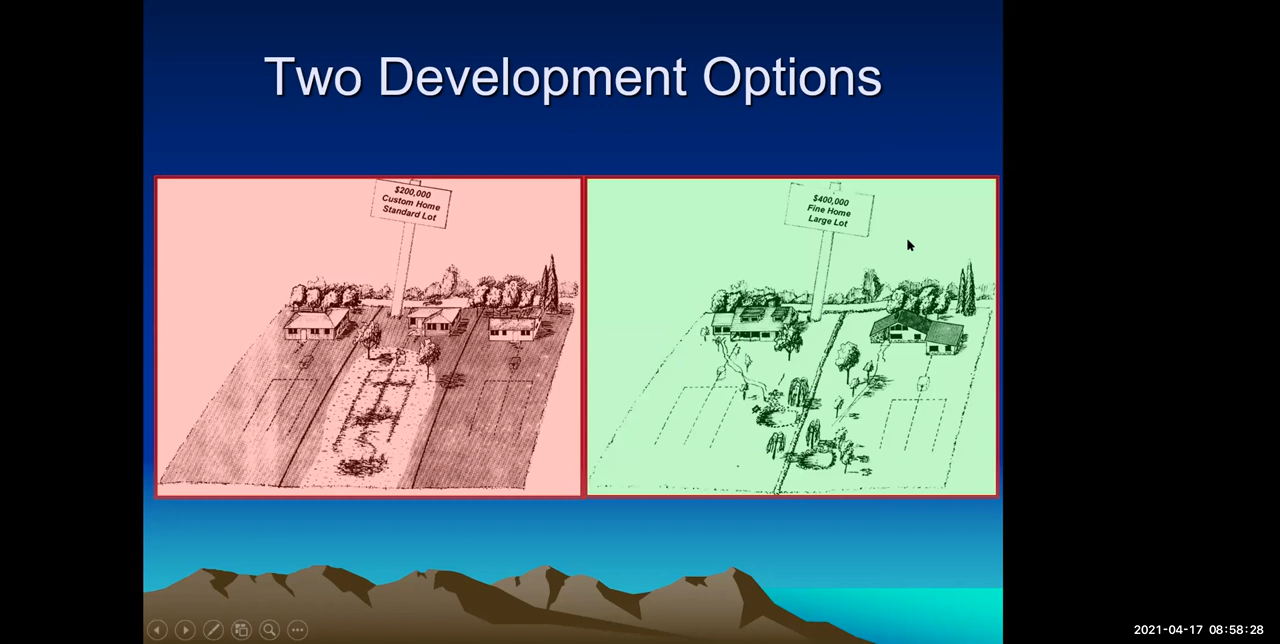 Two Development Options
$200,000
Custom Home
Standard Lot
$400,000
Fine Home
Large Lot
2021-04-17 08:58:28